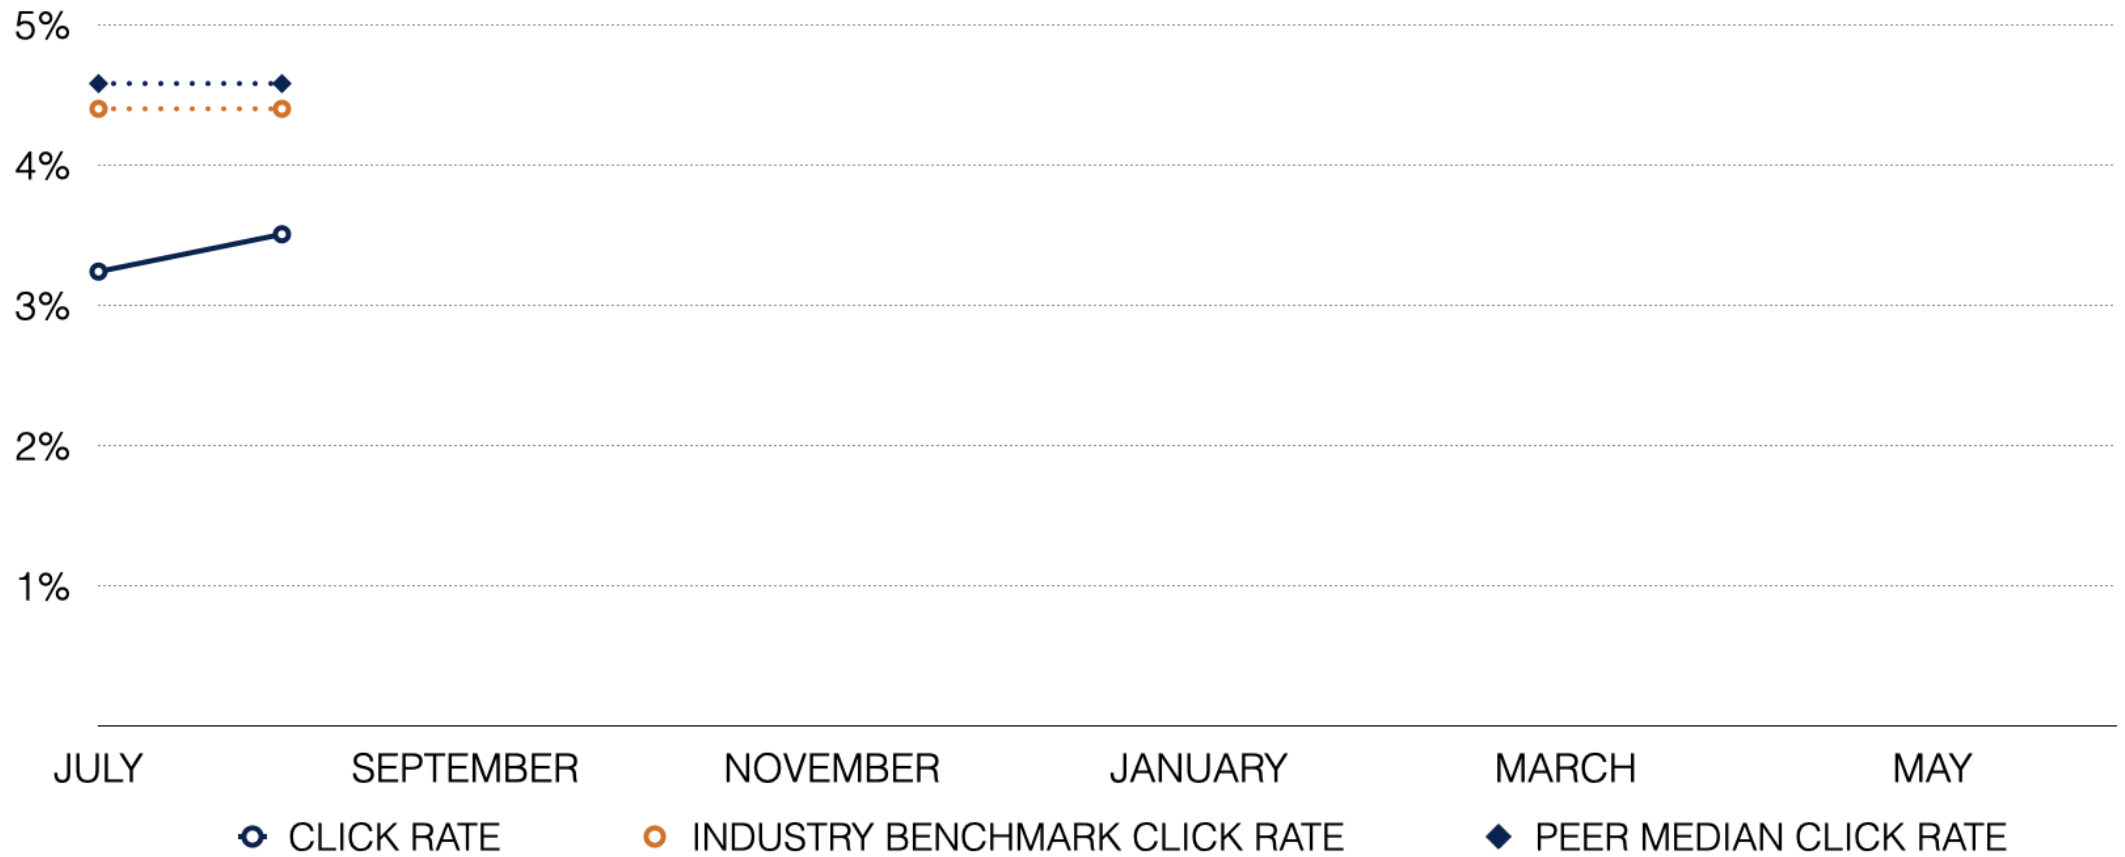 5%
4%
3%
2%
1%
JULY SEPTEMBER NOVEMBER JANUARY MARCH MAY
CLICK RATE INDUSTRY BENCHMARK CLICK RATE PEER MEDIAN CLICK RATE